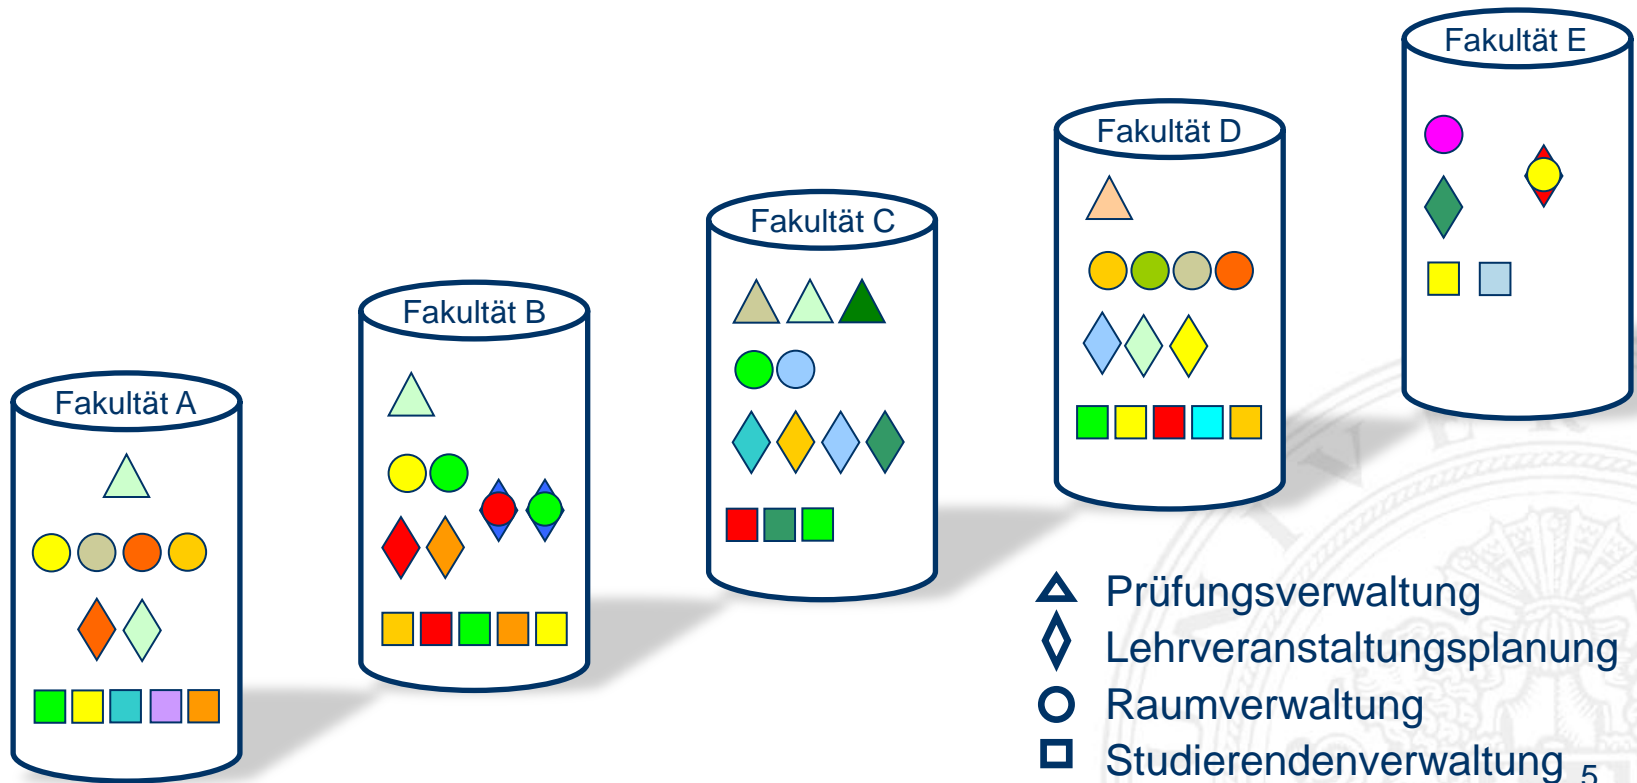 Fakultät A
Fakultät B
Fakultät C
Fakultät D
Fakultät E
Prüfungsverwaltung
Lehrveranstaltungsplanung
Raumverwaltung
Studierendenverwaltung
5
I V E R